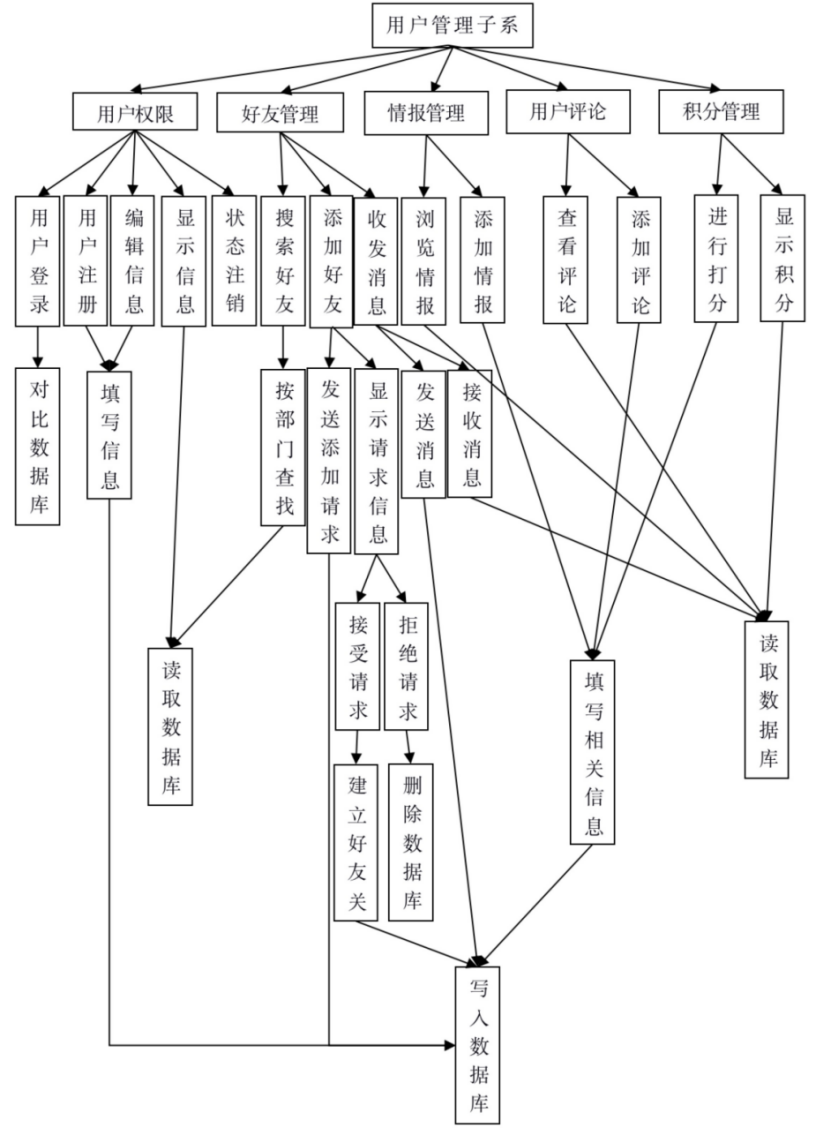 用户管理子系
用户权限
好友管理
情报管理
用户评论
积分管理
用户登录
用户注册
编辑信息
显示信息
状态注销
搜索好友
添加好友
收发消息
浏览情报
添加情报
查看评论
添加评论
进行打分
显示积分
对比数据库
填写信息
按部门查找
发送添加请求
显示请求信息
发送消息
接收消息
接受请求
拒绝请求
读取数据库
填写相关信息
读取数据库
建立好友关
删除数据库
写入数据库